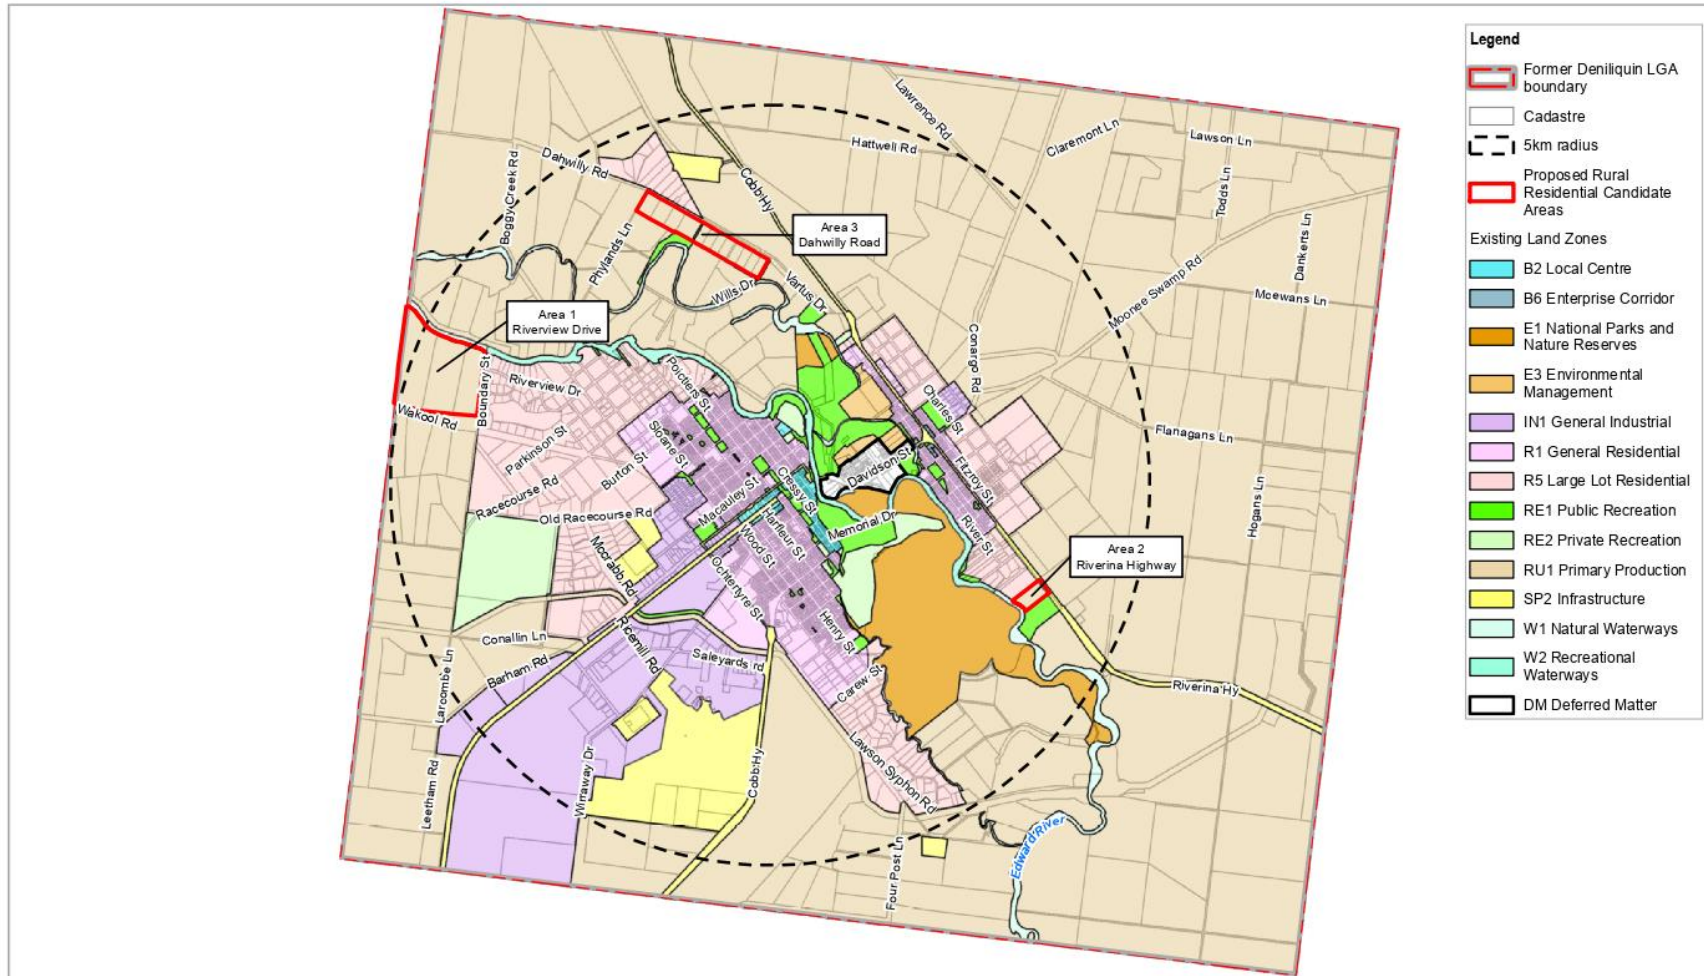 Lawrence Rd
Hattwell Rd
Claremont Ln
Lawson Ln
Dahwilly Rd
Cobb Hy
Boggy Creek Rd
Todds Ln
Area 3
Dahwilly Road
Phylands Ln
Dankerts Ln
Moonee Swamp Rd
Mcewans Ln
Wills Dr
Vartus Dr
Area 1
Riverview Drive
Conargo Rd
Boundary St
Riverview Dr
Poictiers St
Wakool Rd
Charles St
Flanagans Ln
Parkinson St
Sloane St
Burton St
Davidson St
Fitzroy St
Racecourse Rd
Macauley St
Cressy St
Hogans Ln
Old Racecourse Rd
Memorial Dr
Harfleur St
Wood St
River St
Area 2
Riverina Highway
Mocrabb Rd
Ochtertyre St
Henry St
Conallin Ln
Ricemill Rd
Saleyards rd
Barham Rd
Larcombe Ln
Carew St
Riverina Hy
Lawson Syphon Rd
Cobb Hy
Wirraway Dr
Leetham Rd
Edward River
Four Post Ln
Legend
Former Deniliquin LGA
boundary
Cadastre
5km radius
Proposed Rural
Residential Candidate
Areas
Existing Land Zones
B2 Local Centre
B6 Enterprise Corridor
E1 National Parks and
Nature Reserves
E3 Environmental
Management
IN1 General Industrial
R1 General Residential
R5 Large Lot Residential
RE1 Public Recreation
RE2 Private Recreation
RU1 Primary Production
SP2 Infrastructure
W1 Natural Waterways
W2 Recreational
Waterways
DM Deferred Matter